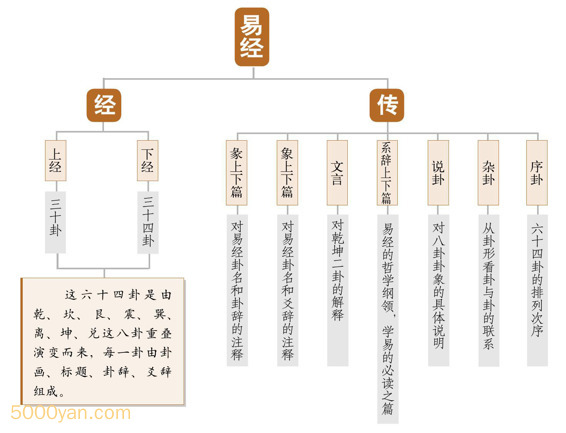 易经
经
传
上经
下经
三十卦
三十四卦
这六十四卦是由
乾、坎、艮、震、巽、
离、坤、兑这八卦重叠
演变而来，每一卦由卦
画、标题、卦辞、爻辞
组成。
彖上下篇
象上下篇
文言
系辞上下篇
说卦
杂卦
序卦
对易经卦名和卦辞的注释
对易经卦名和爻辞的注释
对乾坤二卦的解释
易经的哲学纲领，学易的必读之篇
对八卦卦象的具体说明
从卦形看卦与卦的联系
六十四卦的排列次序
5000yan.com